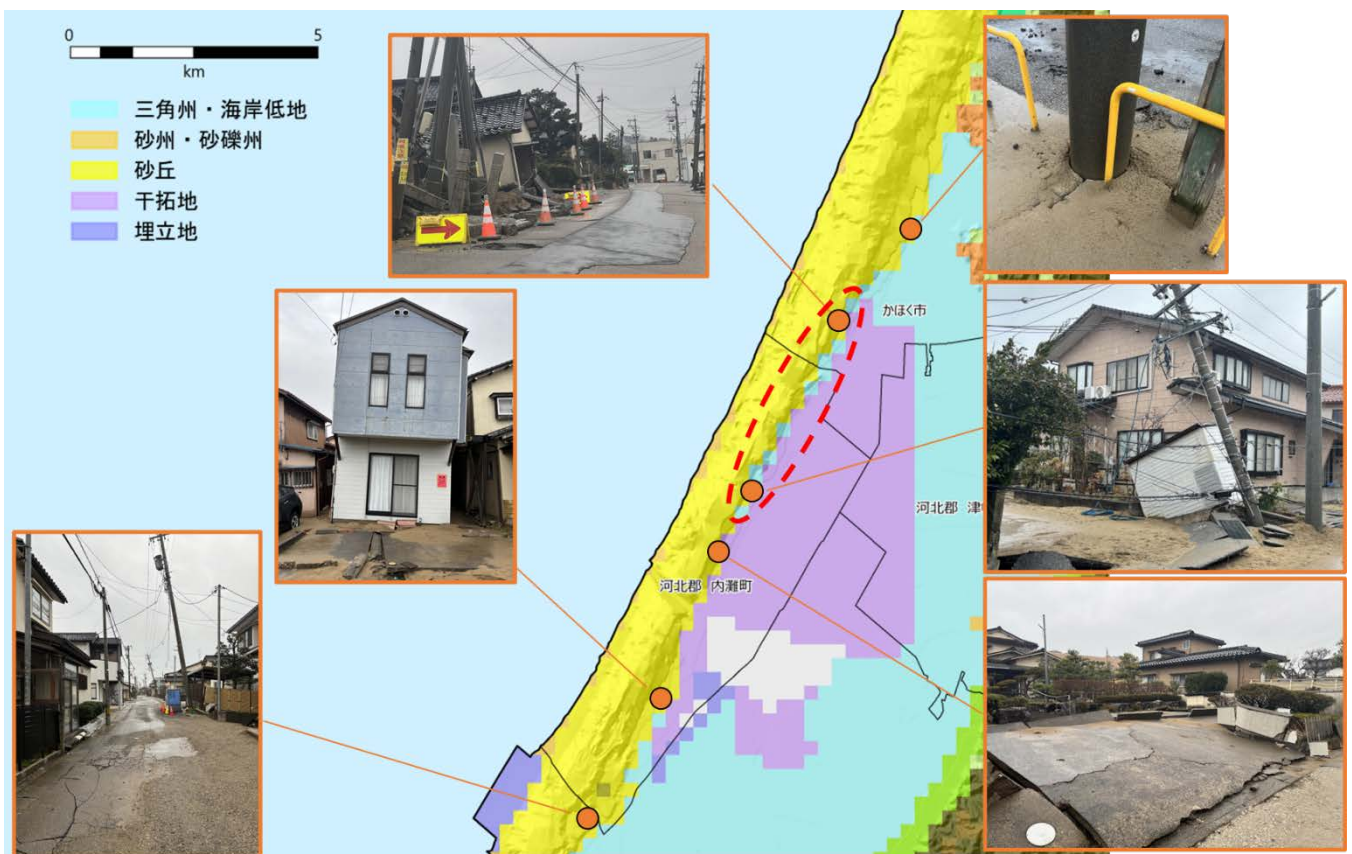 0 5
km
三角州・海岸低地
砂州・砂礫州
砂丘
干拓地
埋立地
かほく市
河北郡 津
河北郡 内灘町